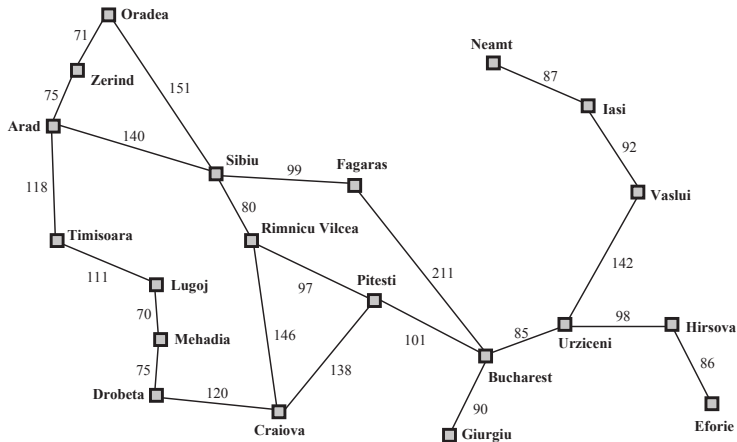 Oradea
71
Neamt
Zerind
87
75
151
Iasi
Arad
140
92
Sibiu
Fagaras
99
118
Vaslui
80
Timisoara
Rimnicu Vilcea
111
211
142
Lugoj
97
Pitesti
70
98
Hirsova
146
85
Mehadia
101
Urziceni
138
86
75
Bucharest
120
90
Drobeta
Eforie
Craiova
Giurgiu